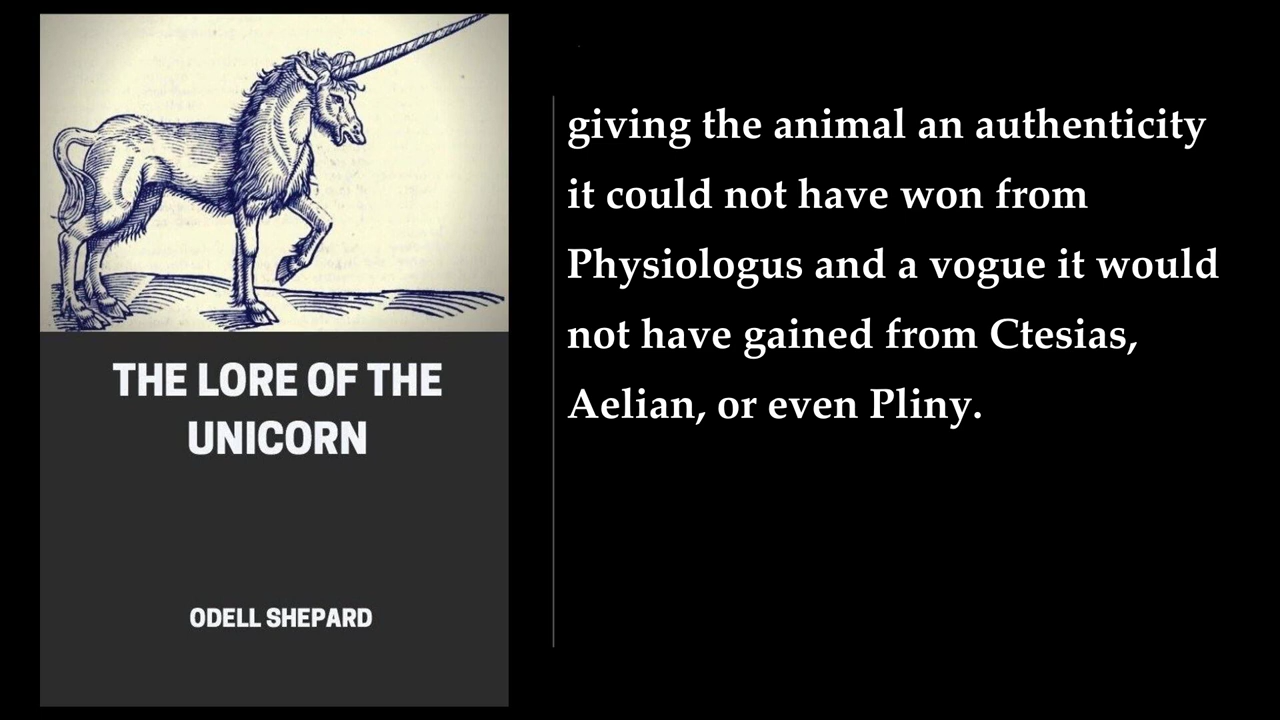 THE LORE OF THE
UNICORN
ODELL SHEPARD
giving the animal an authenticity
it could not have won from
Physiologus and a vogue it would
not have gained from Ctesias,
Aelian, or even Pliny.